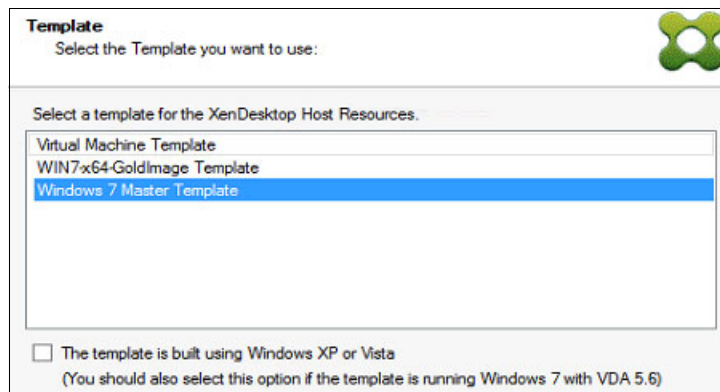 Template
Select the Template you want to use:
Select a template for the XenDesktop Host Resources.
Virtual Machine Template
WIN7-x64-GoldImage Template
Windows 7 Master Template
The template is built using Windows XP or Vista
(You should also select this option if the template is running Windows 7 with VDA 5.6)